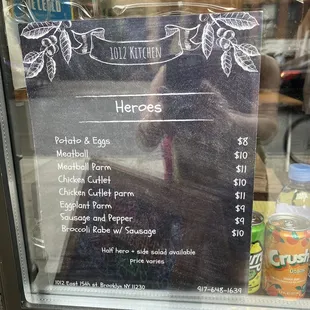 1012 KITCHEN
Heroes
Potato & Eggs $8
Meatball $10
Meatball Parm $11
Chicken Cutlet $10
Chicken Cutlet parm $11
Eggplant Parm $9
Sausage and Pepper $9
Broccoli Rabe w/ Sausage $10
Half hero + side salad available
price varies
1012 East 15th st. Brooklyn NY 11230 917-648-1639
Crush